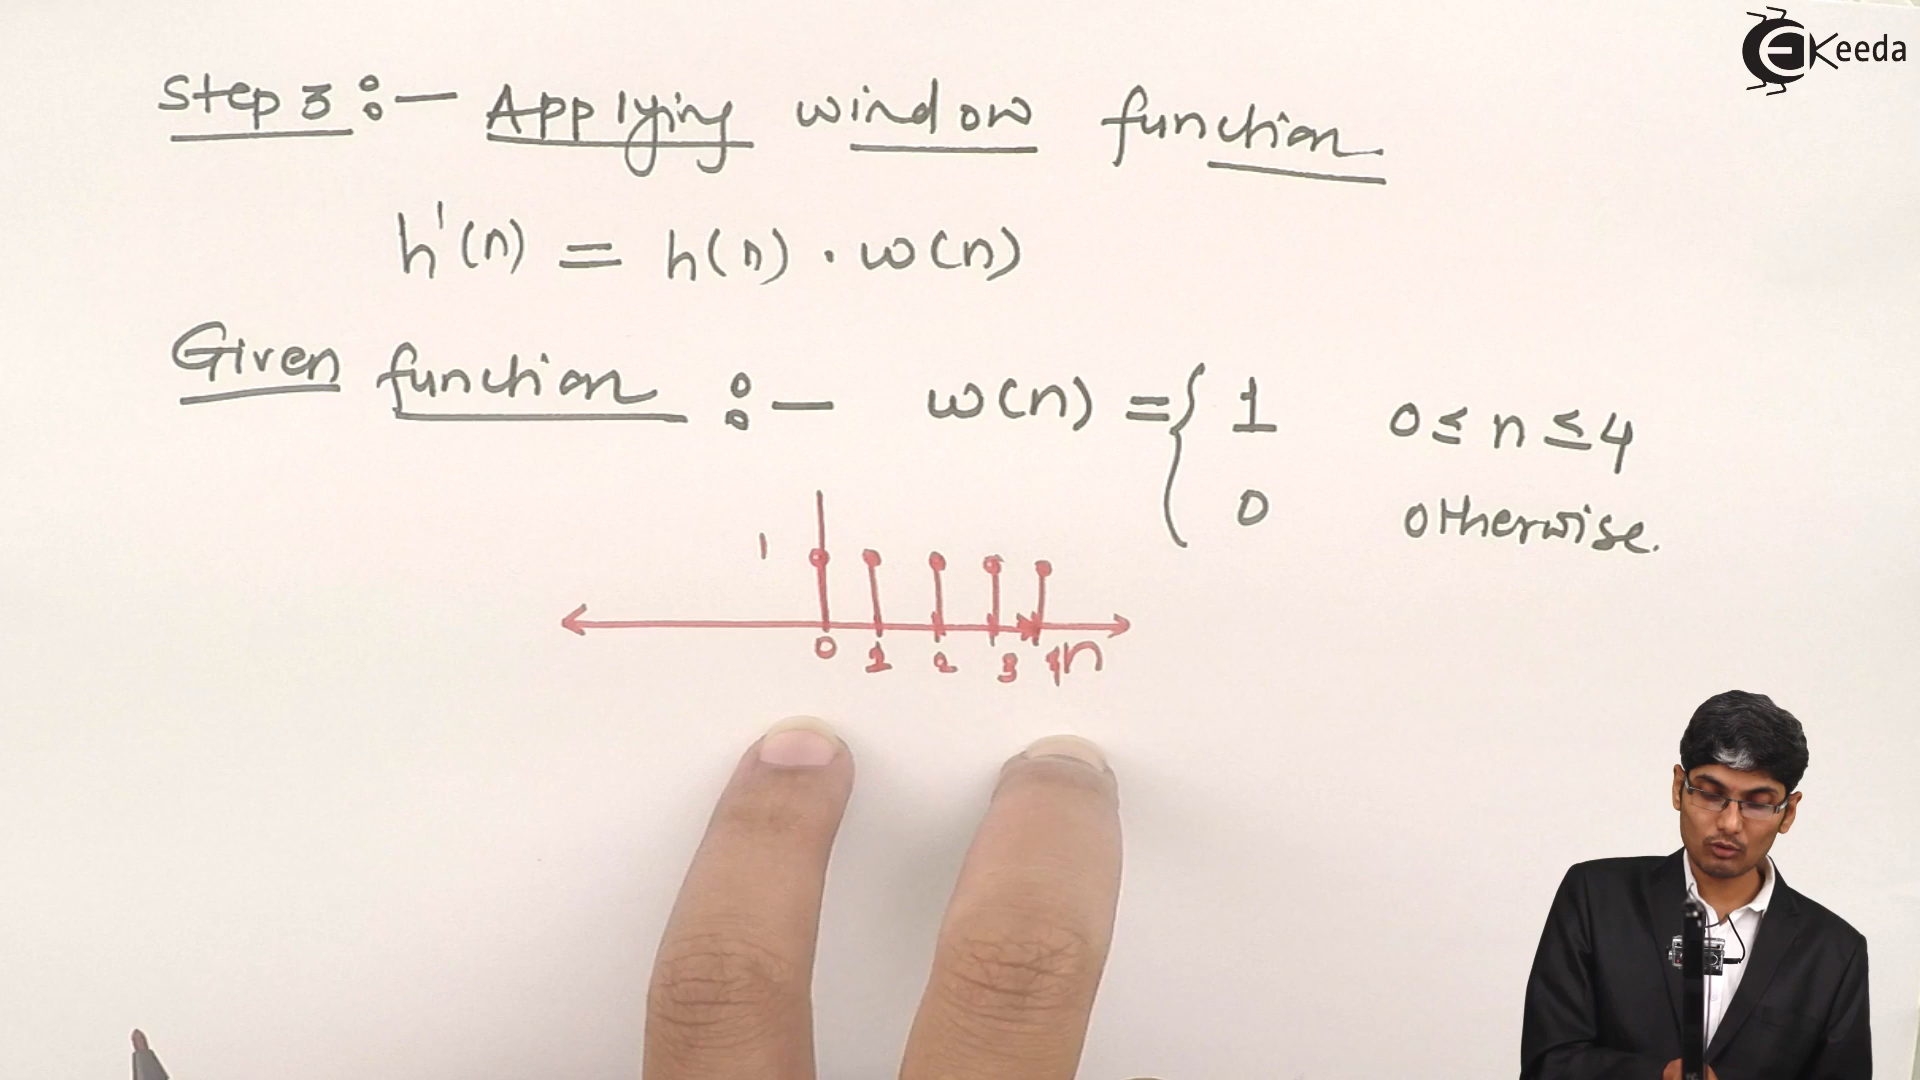 EKeeda
Step 3 :- Applying window function
h'(n) = h(n) . w(n)
Given function :- w(n) = { 1 0 ≤ n ≤ 4
0 otherwise.
1
0 1 2 3 4 n